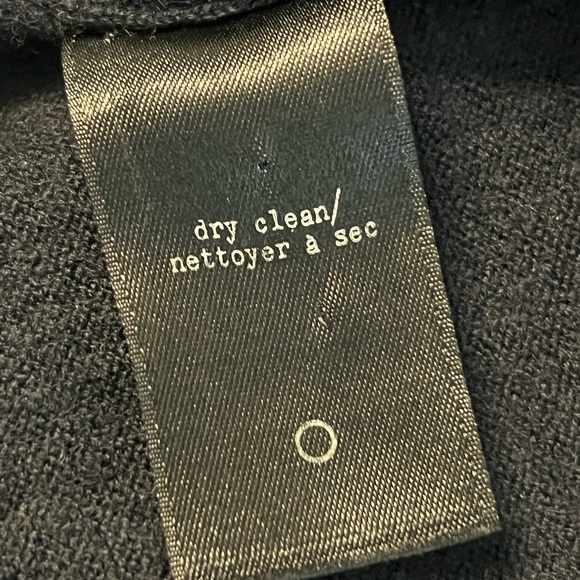 dry clean/
nettoyer à sec